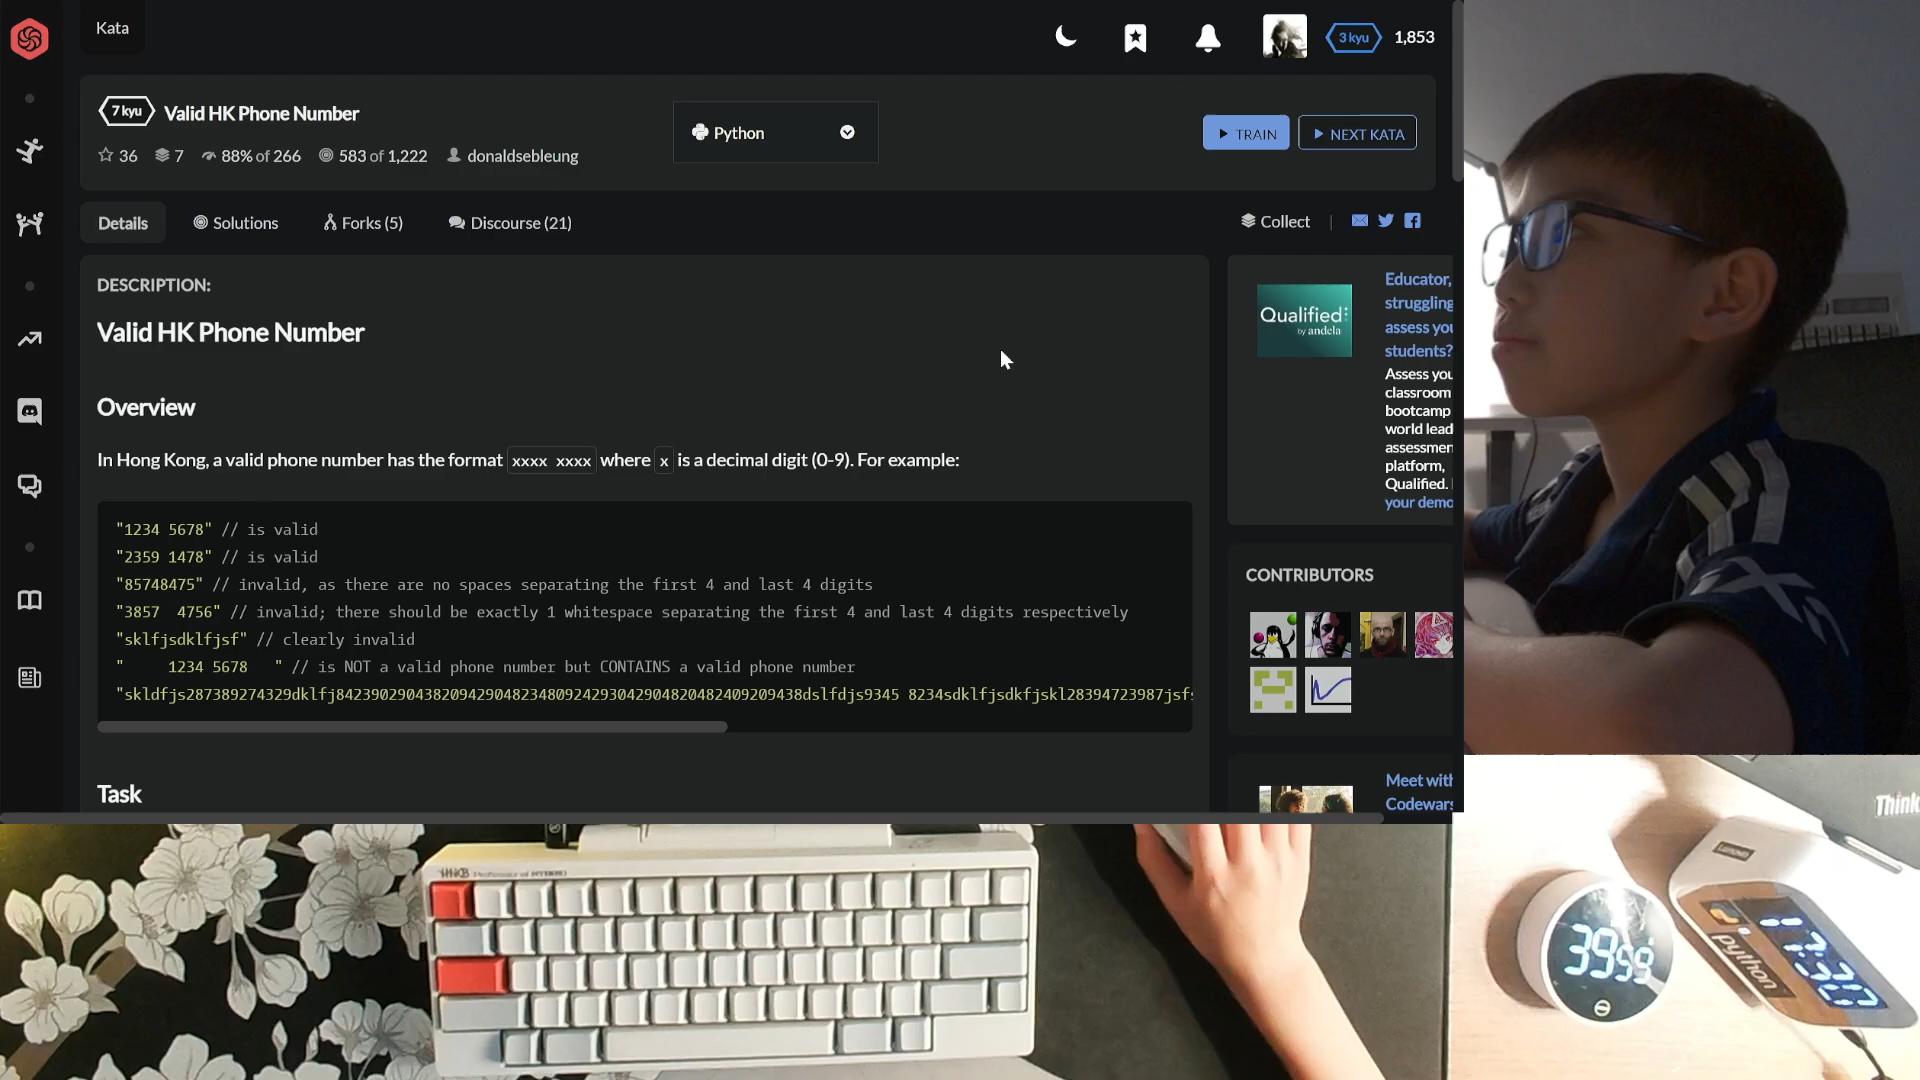 Kata
3 kyu
1,853
7 kyu
Valid HK Phone Number
36
7
88% of 266
583 of 1,222
donaldsebleung
Python
TRAIN
NEXT KATA
Details
Solutions
Forks (5)
Discourse (21)
Collect
DESCRIPTION:
Valid HK Phone Number
Overview
In Hong Kong, a valid phone number has the format xxxx xxxx where x is a decimal digit (0-9). For example:
"1234 5678" // is valid
"2359 1478" // is valid
"85748475" // invalid, as there are no spaces separating the first 4 and last 4 digits
"3857  4756" // invalid; there should be exactly 1 whitespace separating the first 4 and last 4 digits respectively
"sklfjsdklfjsf" // clearly invalid
"     1234 5678   " // is NOT a valid phone number but CONTAINS a valid phone number
"skldfjs287389274329dklfj84239029043820942904823480924293042904820482409209438dslfdjs9345 8234sdklfjsdkfjskl28394723987jsfs
Task
Qualified
by andela
Educator,
struggling
assess you
students?
Assess you
classroom
bootcamp
world lead
assessmen
platform,
Qualified.
your demo
CONTRIBUTORS
Meet with
Codewars
HHKB Professional HYBRID
Think
Lenovo
39 59
python